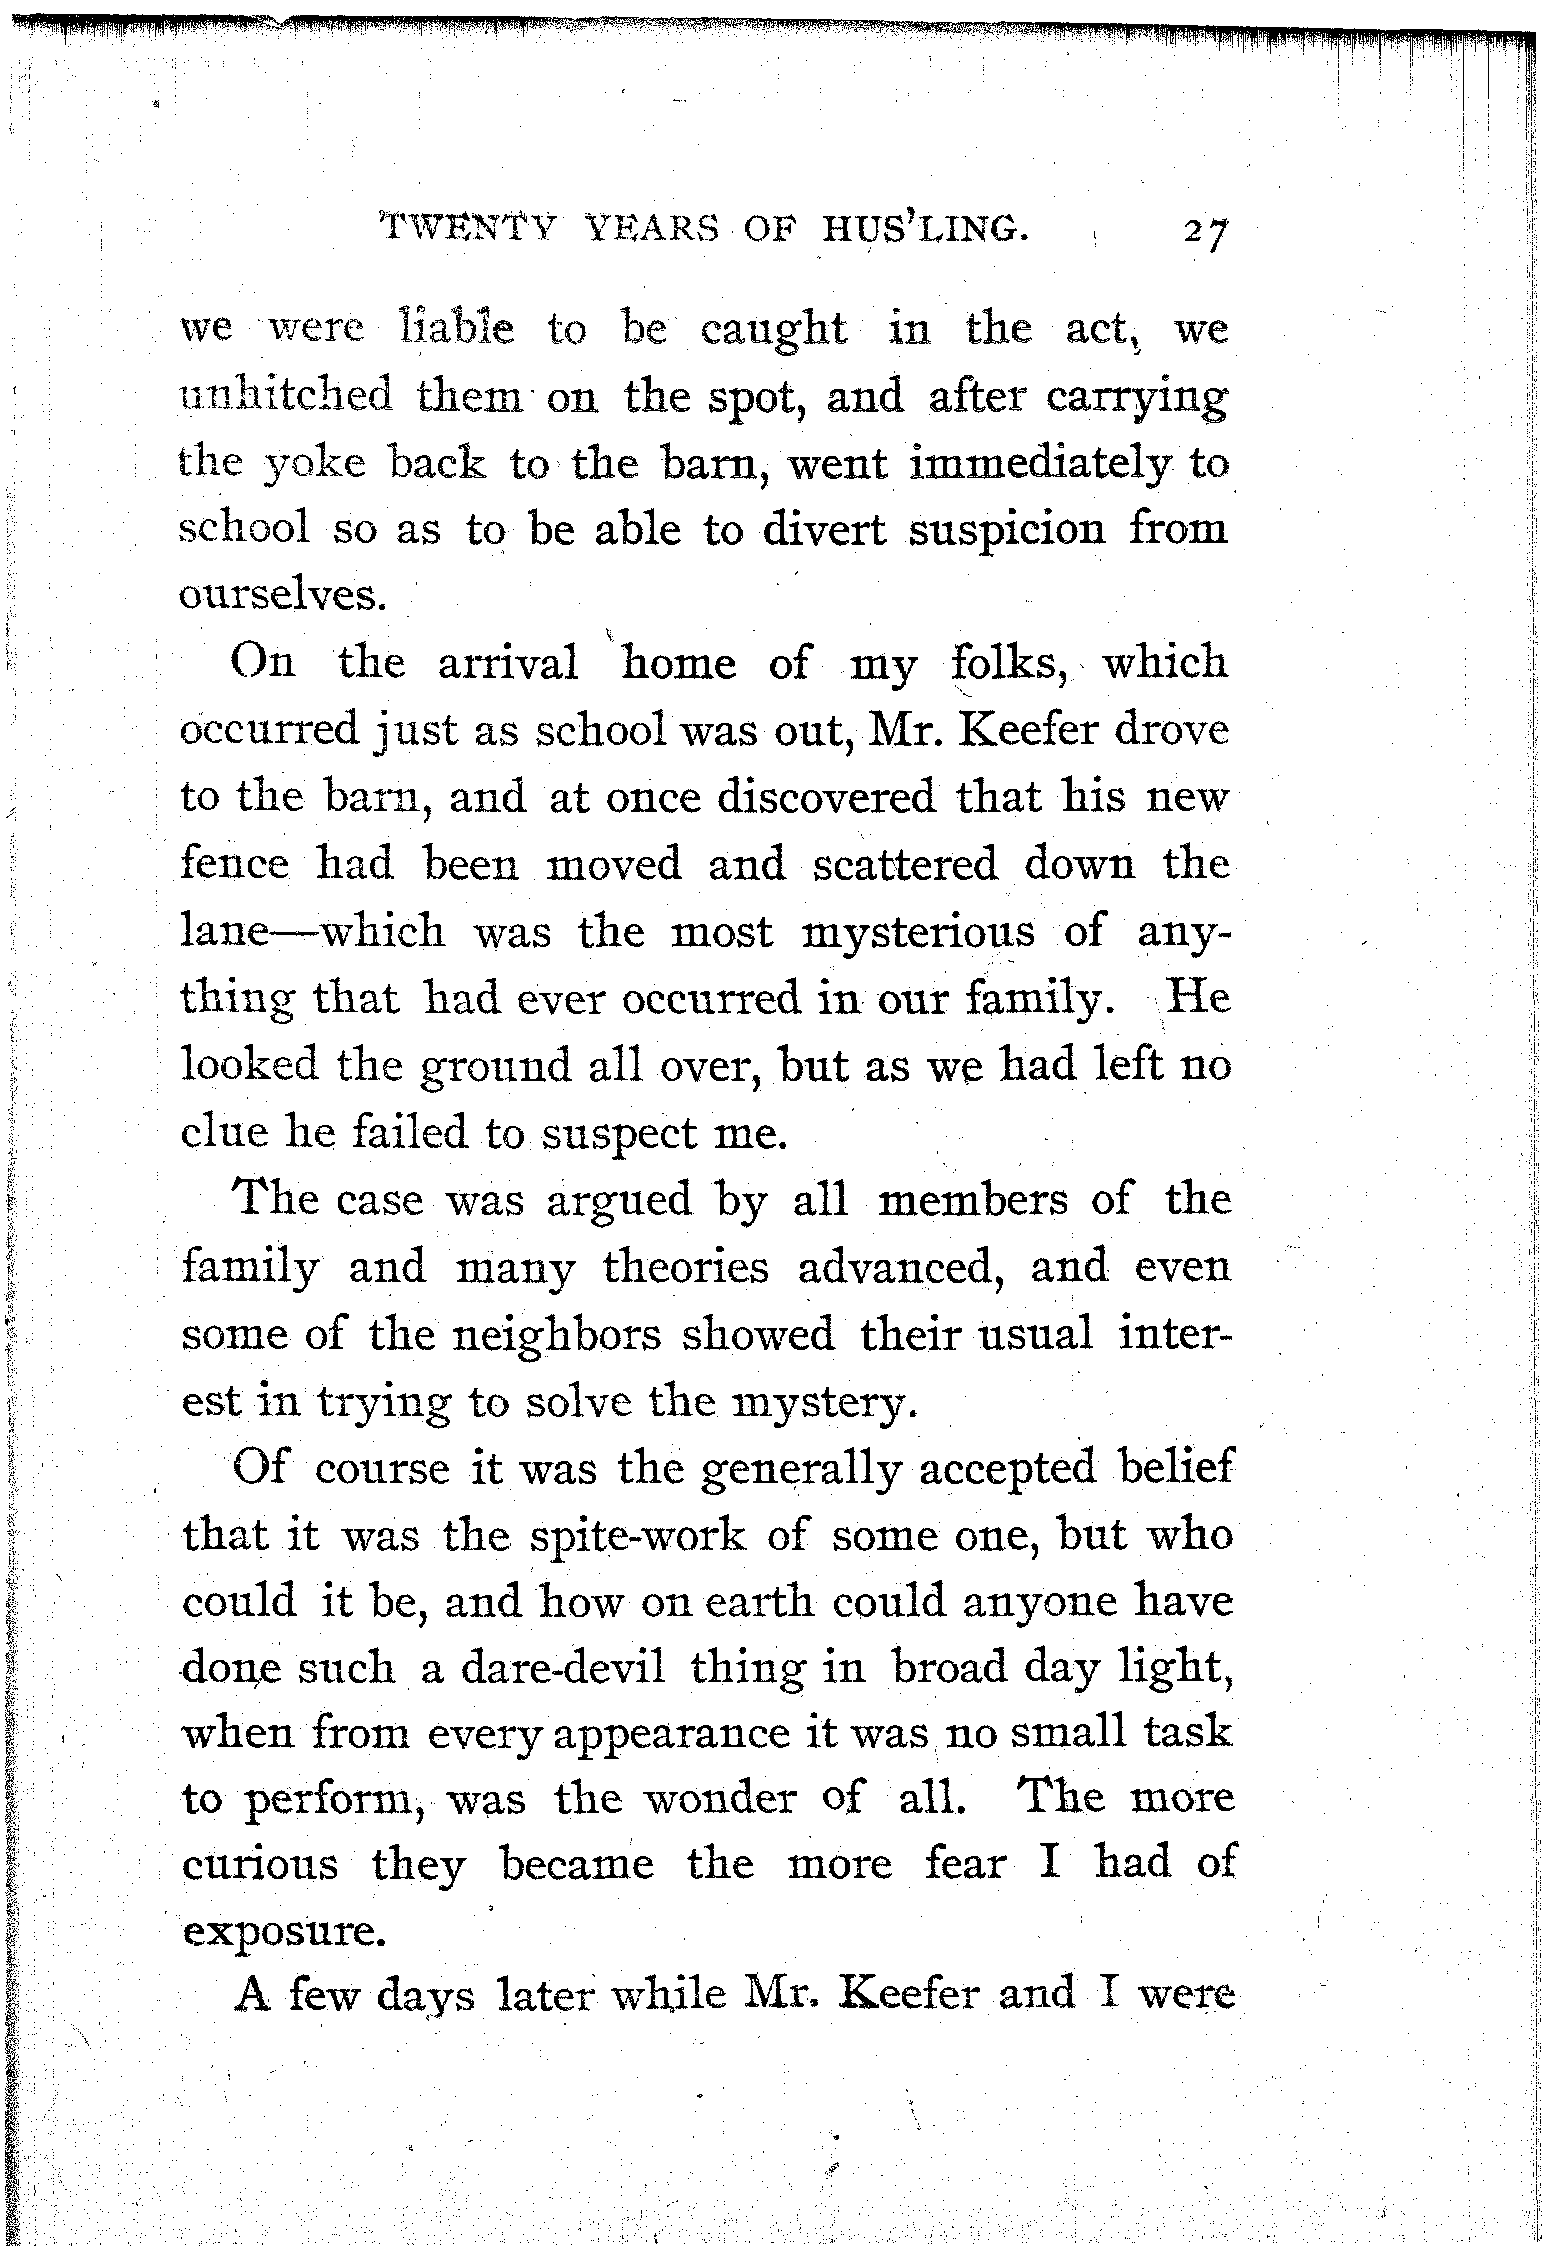 TWENTY YEARS OF HUS'LING. 27
we were liable to be caught in the act, we
unhitched them on the spot, and after carrying
the yoke back to the barn, went immediately to
school so as to be able to divert suspicion from
ourselves.
On the arrival home of my folks, which
occurred just as school was out, Mr. Keefer drove
to the barn, and at once discovered that his new
fence had been moved and scattered down the
lane—which was the most mysterious of any-
thing that had ever occurred in our family. He
looked the ground all over, but as we had left no
clue he failed to suspect me.
The case was argued by all members of the
family and many theories advanced, and even
some of the neighbors showed their usual inter-
est in trying to solve the mystery.
Of course it was the generally accepted belief
that it was the spite-work of some one, but who
could it be, and how on earth could anyone have
done such a dare-devil thing in broad day light,
when from every appearance it was no small task
to perform, was the wonder of all. The more
curious they became the more fear I had of
exposure.
A few days later while Mr. Keefer and I were